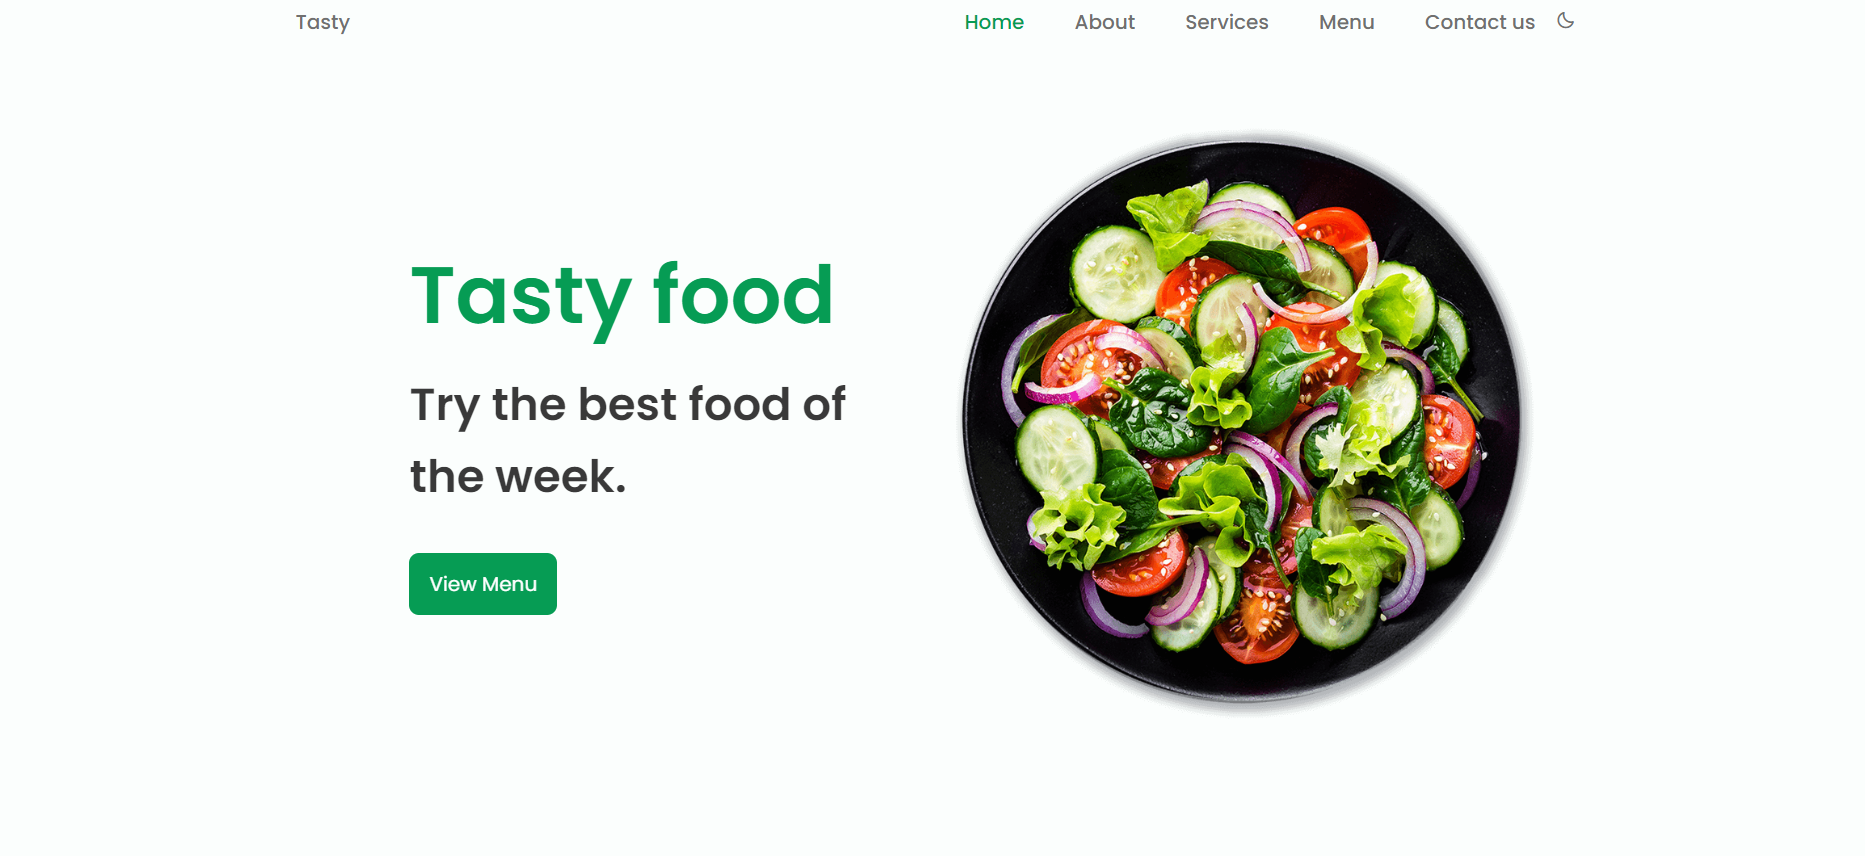 Tasty
Home About Services Menu Contact us
Tasty food
Try the best food of
the week.
View Menu